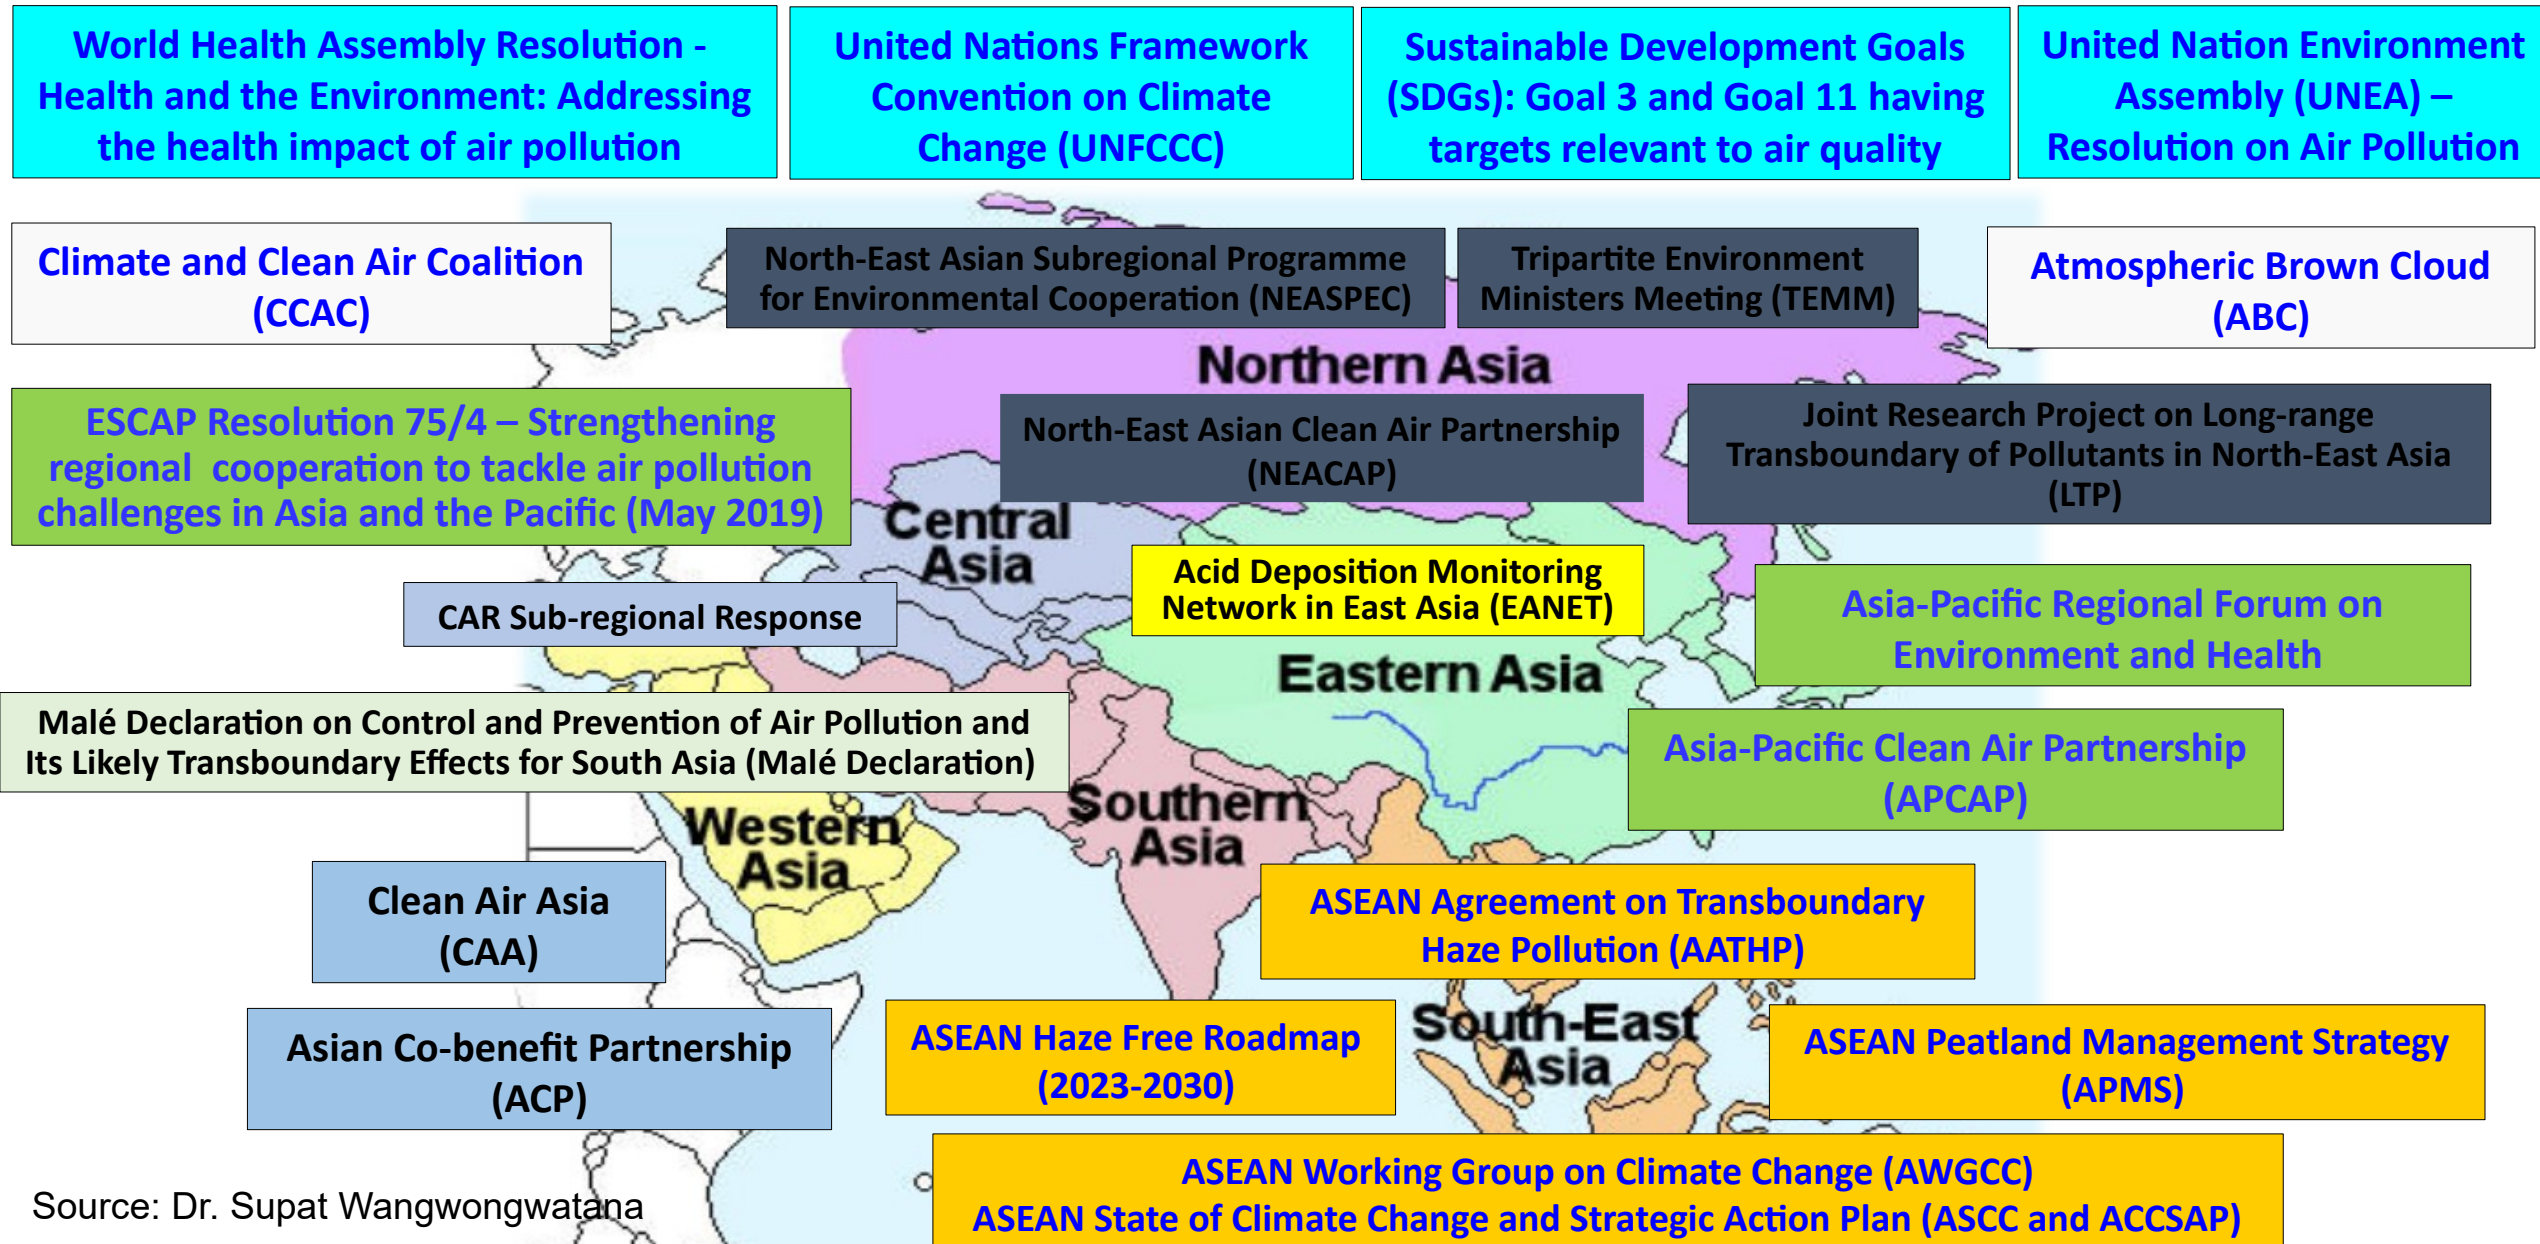 World Health Assembly Resolution -
Health and the Environment: Addressing
the health impact of air pollution
United Nations Framework
Convention on Climate
Change (UNFCCC)
Sustainable Development Goals
(SDGs): Goal 3 and Goal 11 having
targets relevant to air quality
United Nation Environment
Assembly (UNEA) –
Resolution on Air Pollution
Climate and Clean Air Coalition
(CCAC)
North-East Asian Subregional Programme
for Environmental Cooperation (NEASPEC)
Tripartite Environment
Ministers Meeting (TEMM)
Atmospheric Brown Cloud
(ABC)
Northern Asia
ESCAP Resolution 75/4 – Strengthening
regional cooperation to tackle air pollution
challenges in Asia and the Pacific (May 2019)
North-East Asian Clean Air Partnership
(NEACAP)
Joint Research Project on Long-range
Transboundary of Pollutants in North-East Asia
(LTP)
Central
Asia
Acid Deposition Monitoring
Network in East Asia (EANET)
CAR Sub-regional Response
Asia-Pacific Regional Forum on
Environment and Health
Eastern Asia
Malé Declaration on Control and Prevention of Air Pollution and
Its Likely Transboundary Effects for South Asia (Malé Declaration)
Asia-Pacific Clean Air Partnership
(APCAP)
Western
Asia
Southern
Asia
Clean Air Asia
(CAA)
ASEAN Agreement on Transboundary
Haze Pollution (AATHP)
Asian Co-benefit Partnership
(ACP)
ASEAN Haze Free Roadmap
(2023-2030)
South-East
Asia
ASEAN Peatland Management Strategy
(APMS)
ASEAN Working Group on Climate Change (AWGCC)
ASEAN State of Climate Change and Strategic Action Plan (ASCC and ACCSAP)
Source: Dr. Supat Wangwongwatana